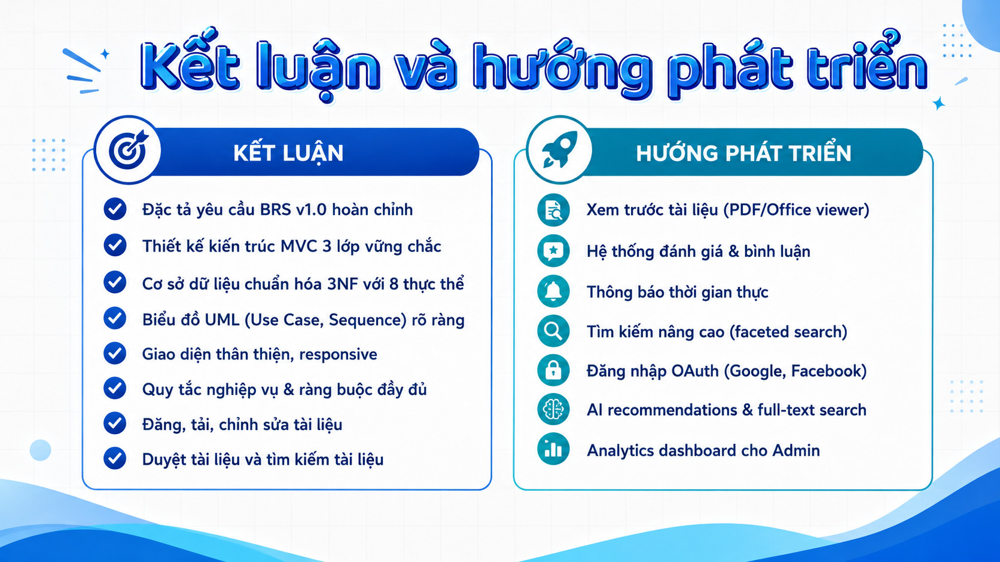 Kết luận và hướng phát triển
KẾT LUẬN
Đặc tả yêu cầu BRS v1.0 hoàn chỉnh
Thiết kế kiến trúc MVC 3 lớp vững chắc
Cơ sở dữ liệu chuẩn hóa 3NF với 8 thực thể
Biểu đồ UML (Use Case, Sequence) rõ ràng
Giao diện thân thiện, responsive
Quy tắc nghiệp vụ & ràng buộc đầy đủ
Đăng, tải, chỉnh sửa tài liệu
Duyệt tài liệu và tìm kiếm tài liệu
HƯỚNG PHÁT TRIỂN
Xem trước tài liệu (PDF/Office viewer)
Hệ thống đánh giá & bình luận
Thông báo thời gian thực
Tìm kiếm nâng cao (faceted search)
Đăng nhập OAuth (Google, Facebook)
AI recommendations & full-text search
Analytics dashboard cho Admin